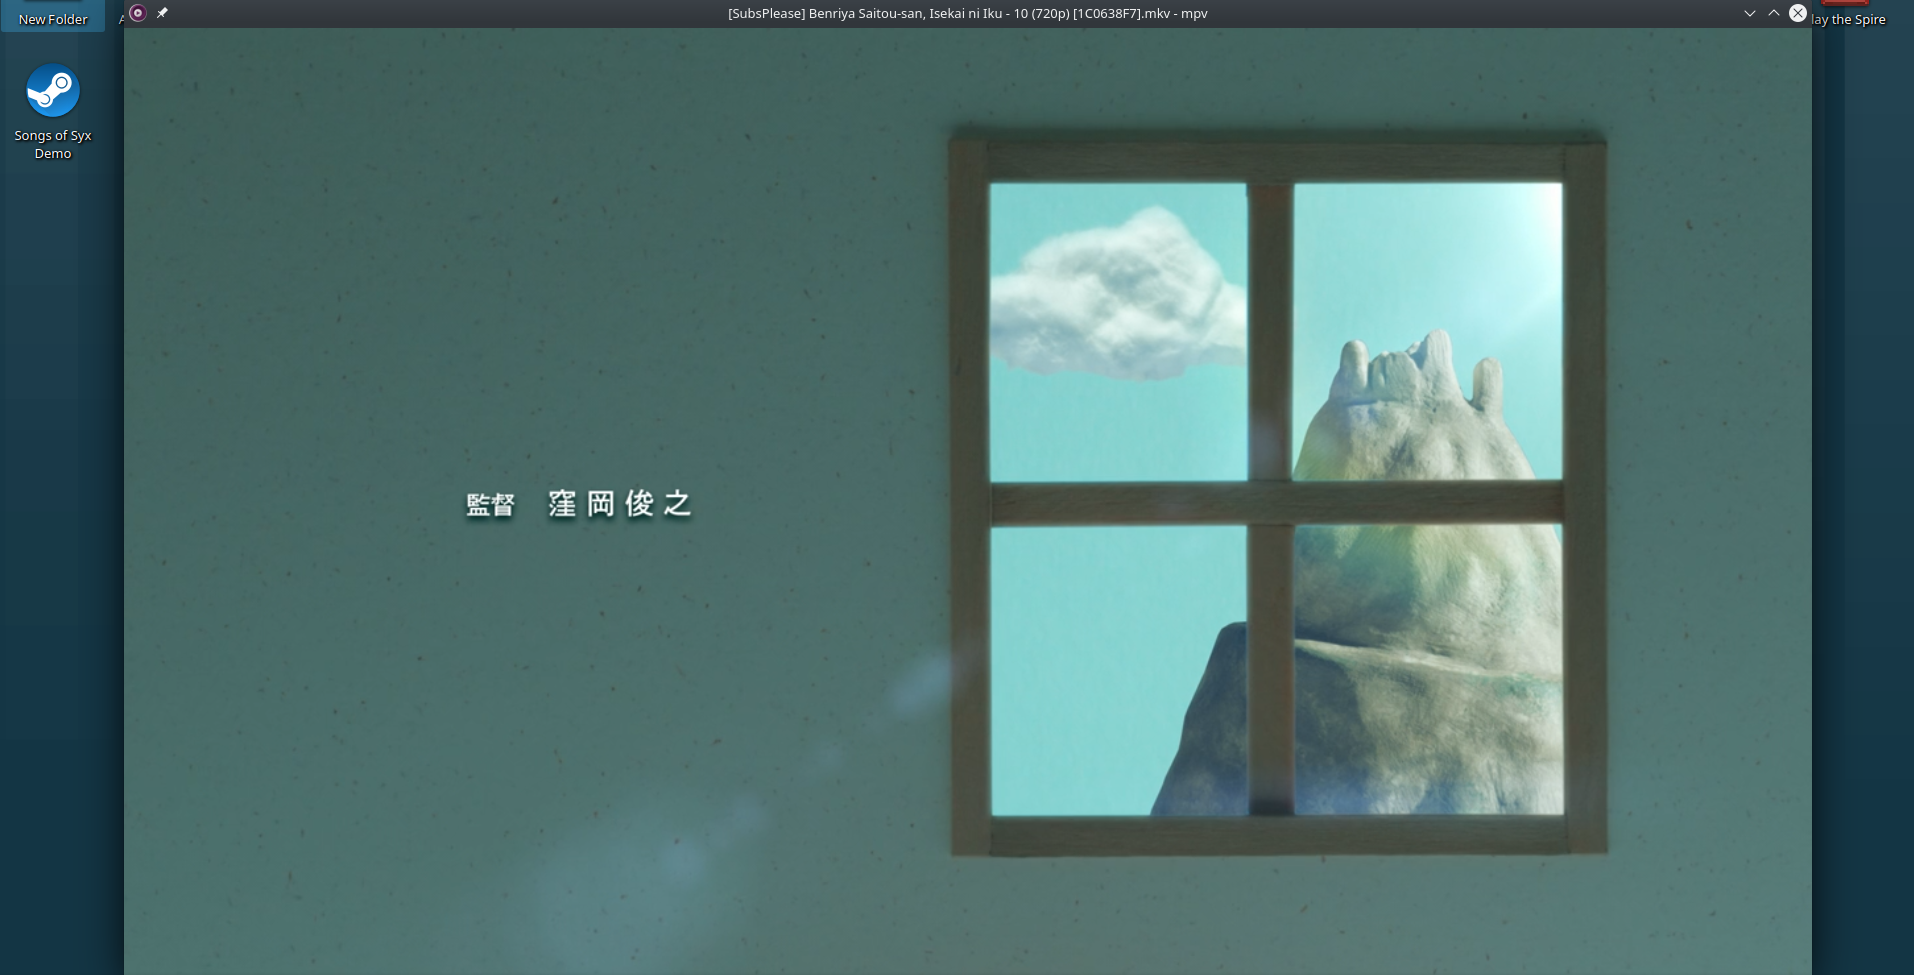 New Folder
[SubsPlease] Benriya Saitou-san, Isekai ni Iku - 10 (720p) [1C0638F7].mkv - mpv
lay the Spire
Songs of Syx
Demo
監督 窪岡俊之